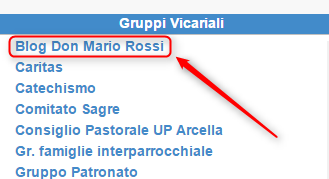 Gruppi Vicariali
Blog Don Mario Rossi
Caritas
Catechismo
Comitato Sagre
Consiglio Pastorale UP Arcella
Gr. famiglie interparrocchiale
Gruppo Patronato